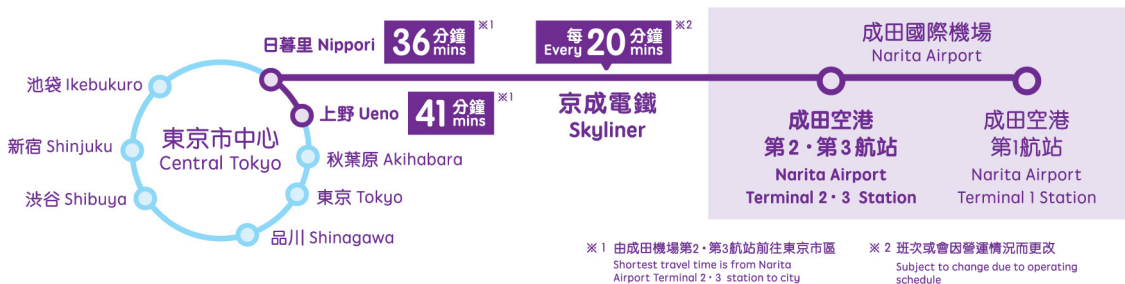 日暮里 Nippori
36 分鐘 mins ※1
每 Every 20 分鐘 mins ※2
成田國際機場
Narita Airport
池袋 Ikebukuro
上野 Ueno
41 分鐘 mins ※1
京成電鐵
Skyliner
東京市中心
Central Tokyo
新宿 Shinjuku
秋葉原 Akihabara
渋谷 Shibuya
東京 Tokyo
品川 Shinagawa
成田空港
第2・第3航站
Narita Airport
Terminal 2・3 Station
成田空港
第1航站
Narita Airport
Terminal 1 Station
※1 由成田機場第2・第3航站前往東京市區
Shortest travel time is from Narita
Airport Terminal 2・3 station to city
※2 班次或會因營運情況而更改
Subject to change due to operating
schedule